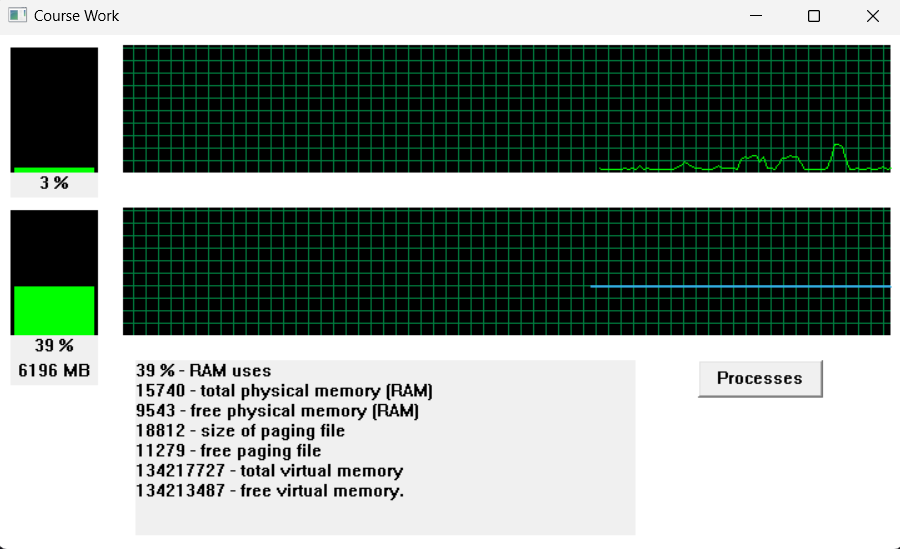 Course Work
3 %
39 %
6196 MB
39 % - RAM uses
15740 - total physical memory (RAM)
9543 - free physical memory (RAM)
18812 - size of paging file
11279 - free paging file
134217727 - total virtual memory
134213487 - free virtual memory.
Processes